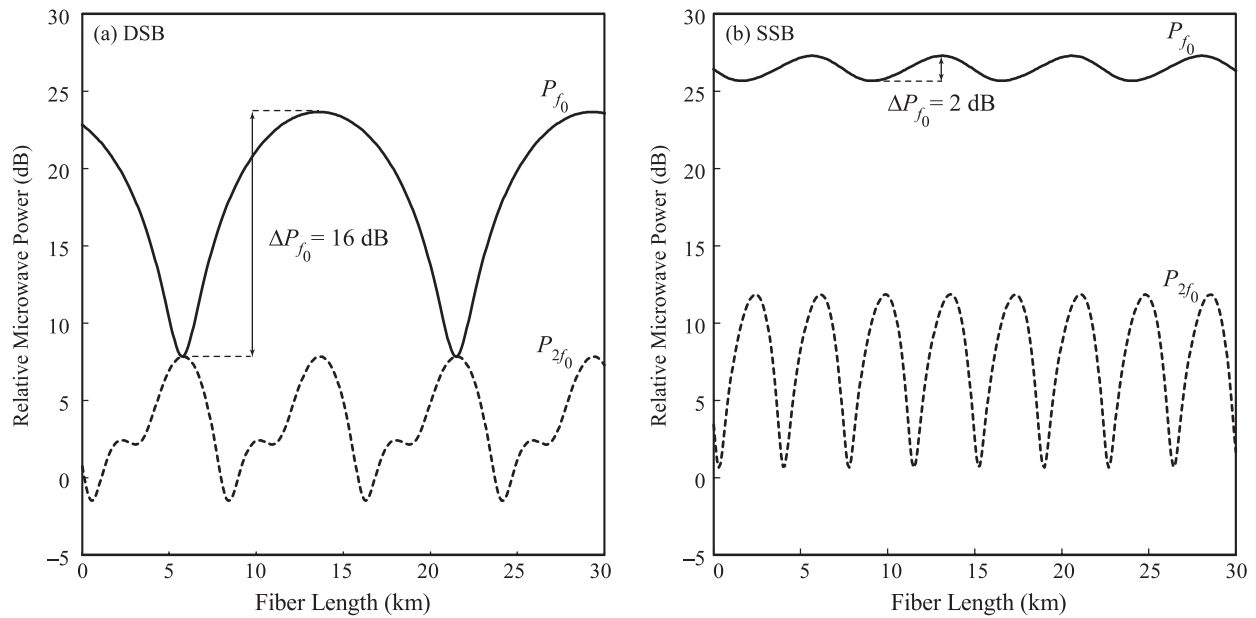 (a) DSB
30
25
20
15
10
5
0
–5
Relative Microwave Power (dB)
P_{f_0}
ΔP_{f_0} = 16 dB
P_{2f_0}
0 5 10 15 20 25 30
Fiber Length (km)
(b) SSB
30
25
20
15
10
5
0
–5
Relative Microwave Power (dB)
P_{f_0}
ΔP_{f_0} = 2 dB
P_{2f_0}
0 5 10 15 20 25 30
Fiber Length (km)